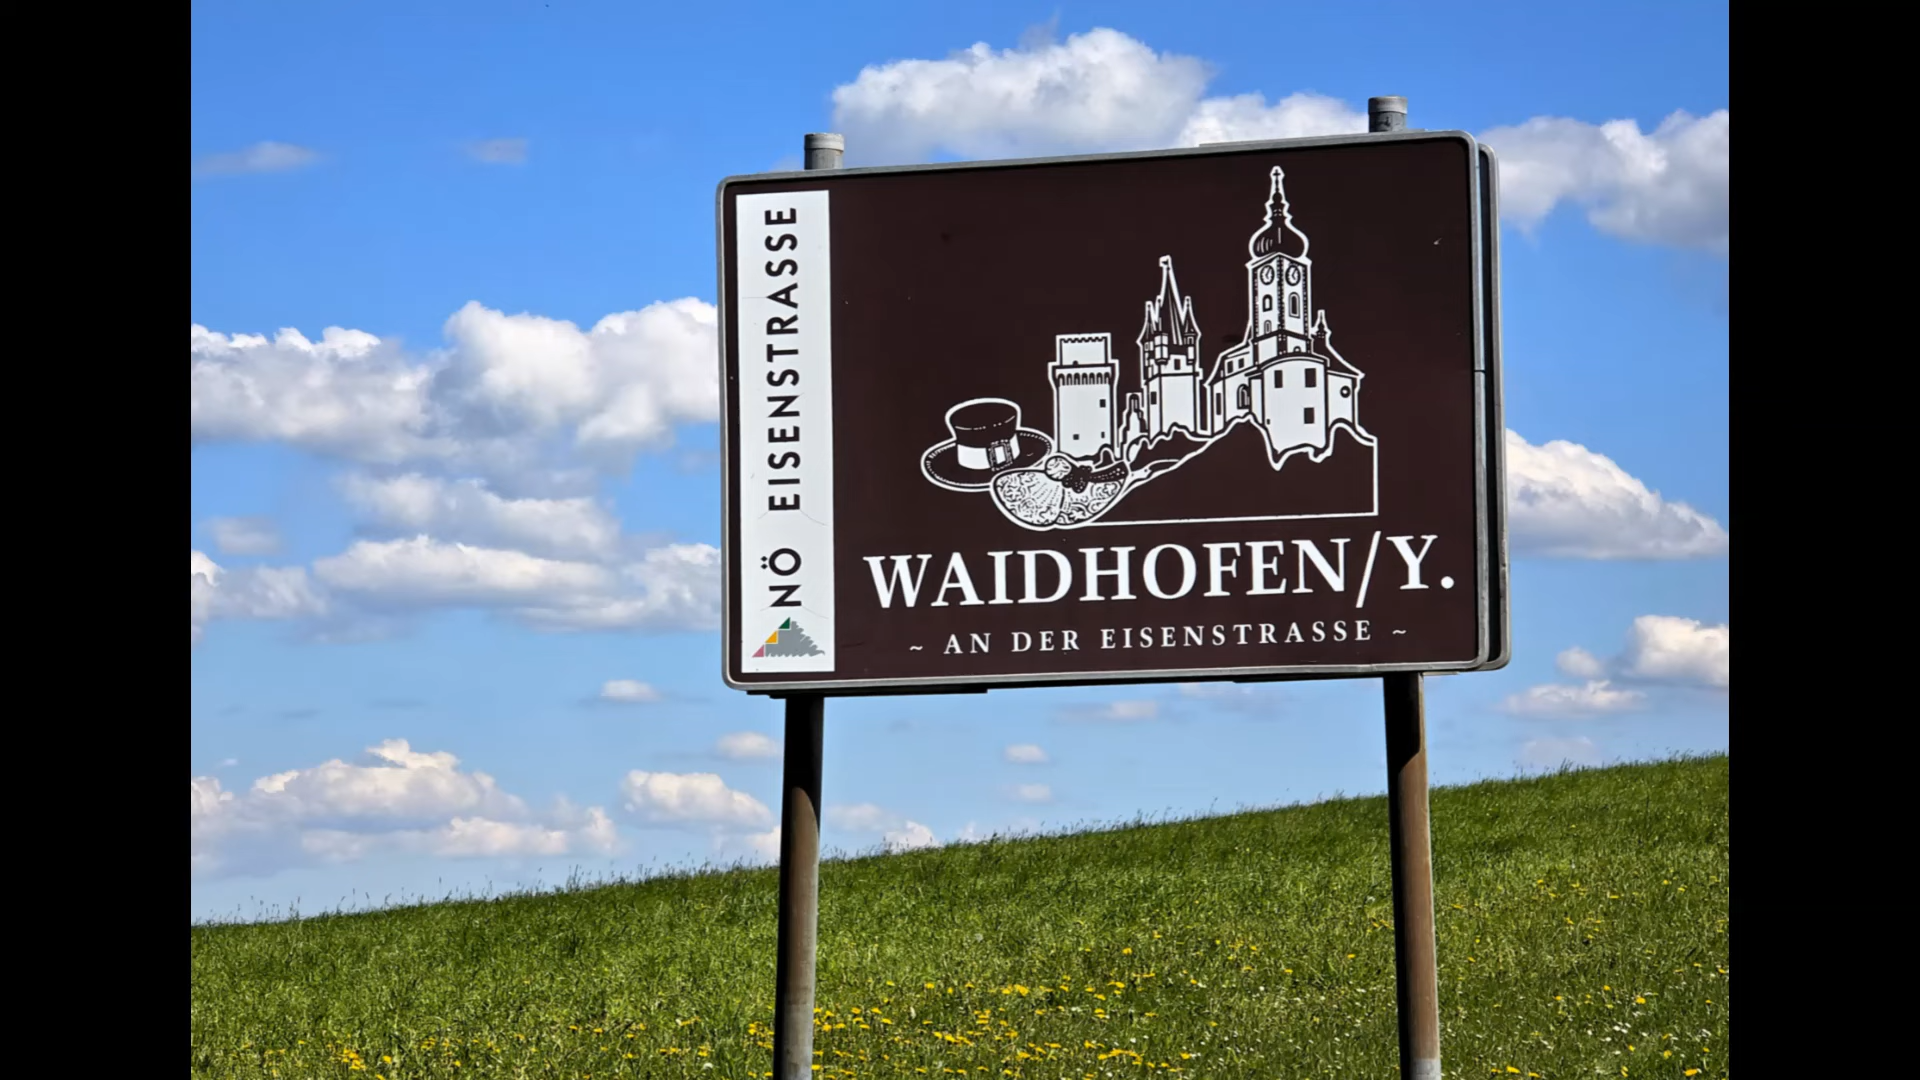 NÖ EISENSTRASSE
WAIDHOFEN/Y.
~ AN DER EISENSTRASSE ~